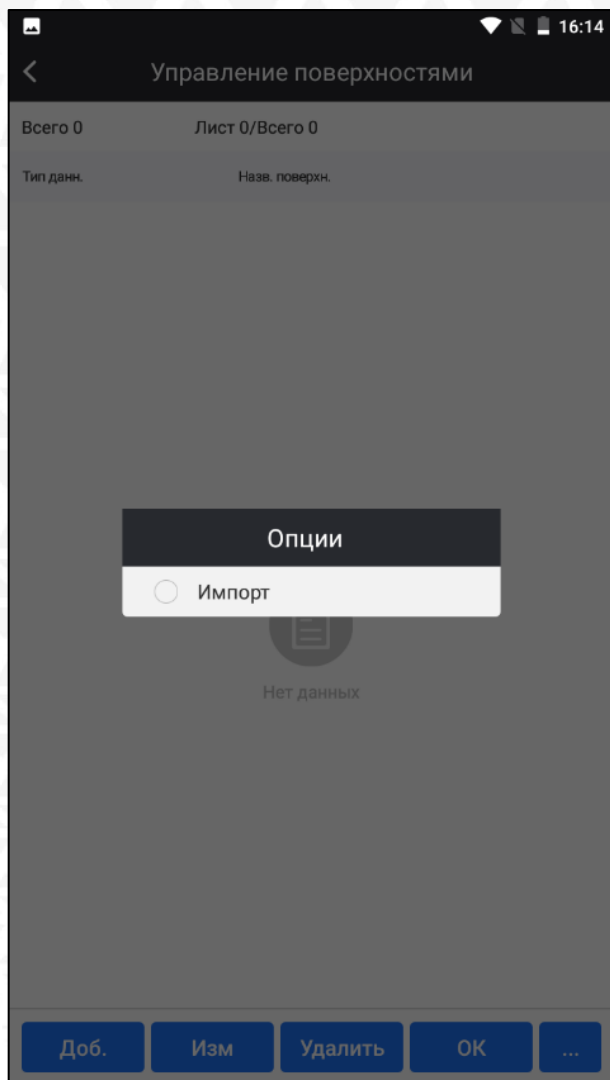 16:14
Управление поверхностями
Всего 0 Лист 0/Всего 0
Тип данн. Назв. поверхн.
Опции
Импорт
Нет данных
Доб. Изм Удалить ОК ...